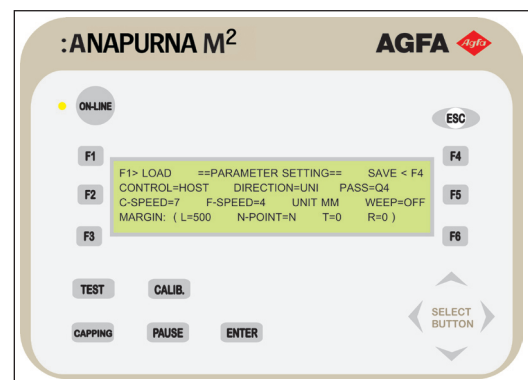 :ANAPURNA M2
AGFA Agfa
ON-LINE
ESC
F1
F4
F1> LOAD ==PARAMETER SETTING== SAVE < F4
CONTROL=HOST DIRECTION=UNI PASS=Q4
C-SPEED=7 F-SPEED=4 UNIT MM WEEP=OFF
MARGIN: ( L=500 N-POINT=N T=0 R=0 )
F2
F5
F3
F6
TEST CALIB.
SELECT
BUTTON
CAPPING PAUSE ENTER